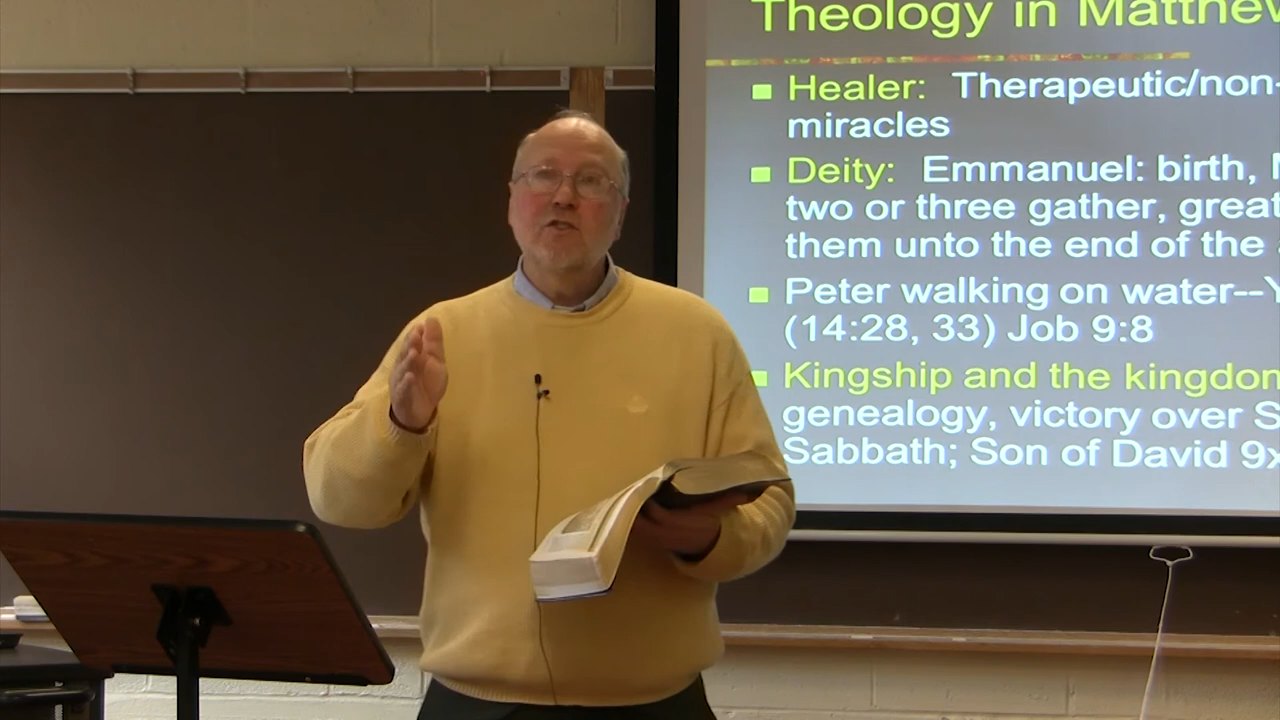 Theology in Matthew
Healer: Therapeutic/non-
miracles
Deity: Emmanuel: birth,
two or three gather, great
them unto the end of the
Peter walking on water--Y
(14:28, 33) Job 9:8
Kingship and the kingdom
genealogy, victory over S
Sabbath; Son of David 9x